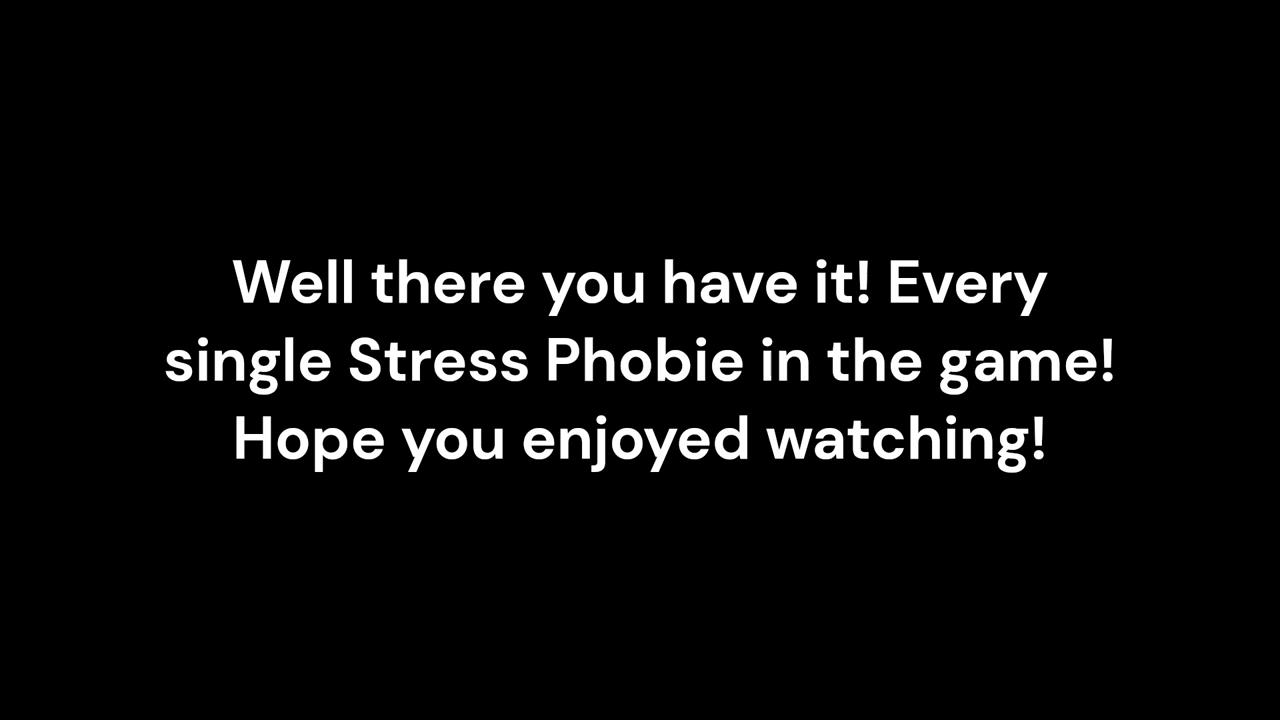 Well there you have it! Every
single Stress Phobie in the game!
Hope you enjoyed watching!